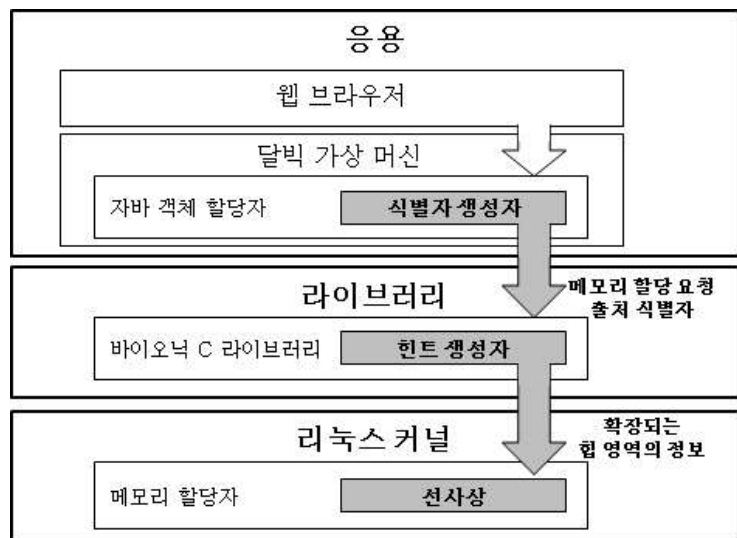 응용
웹 브라우저
달빅 가상 머신
자바 객체 할당자
식별자 생성자
라이브러리
메모리 할당 요청
출처 식별자
바이오닉 C 라이브러리
힌트 생성자
리눅스 커널
확장되는
힙 영역의 정보
메모리 할당자
선사상